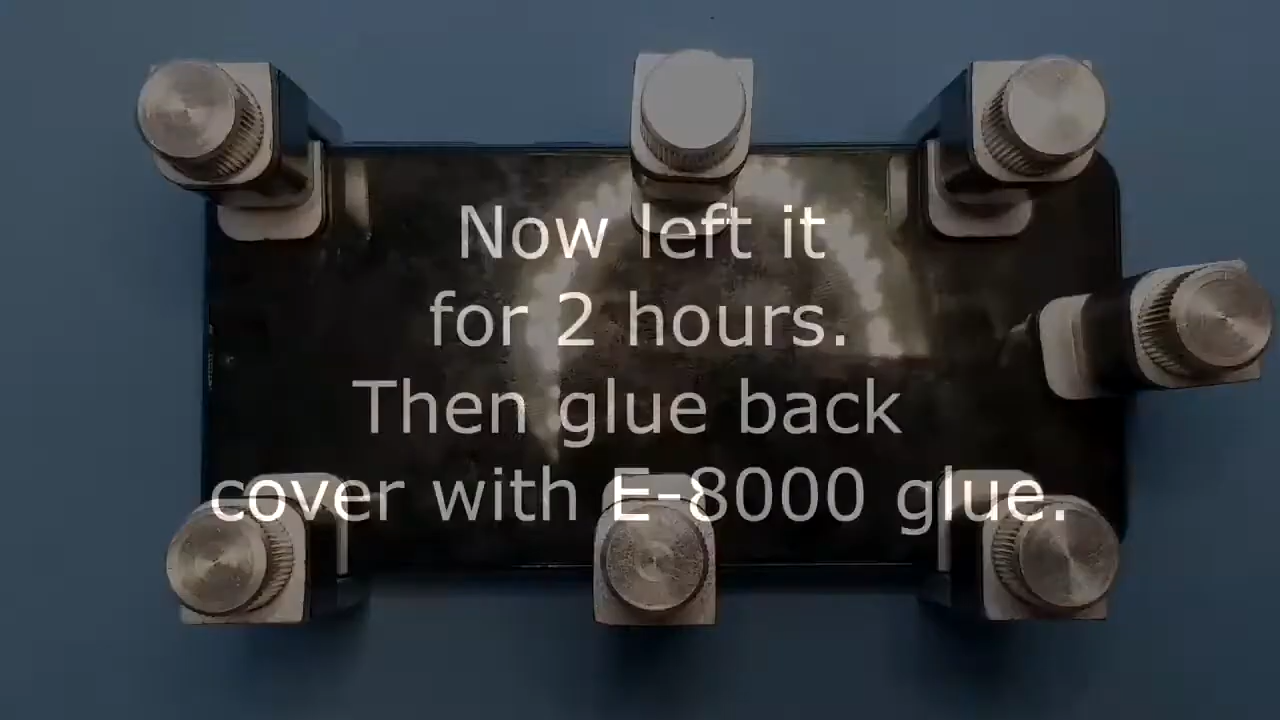 Now left it
for 2 hours.
Then glue back
cover with E-8000 glue.